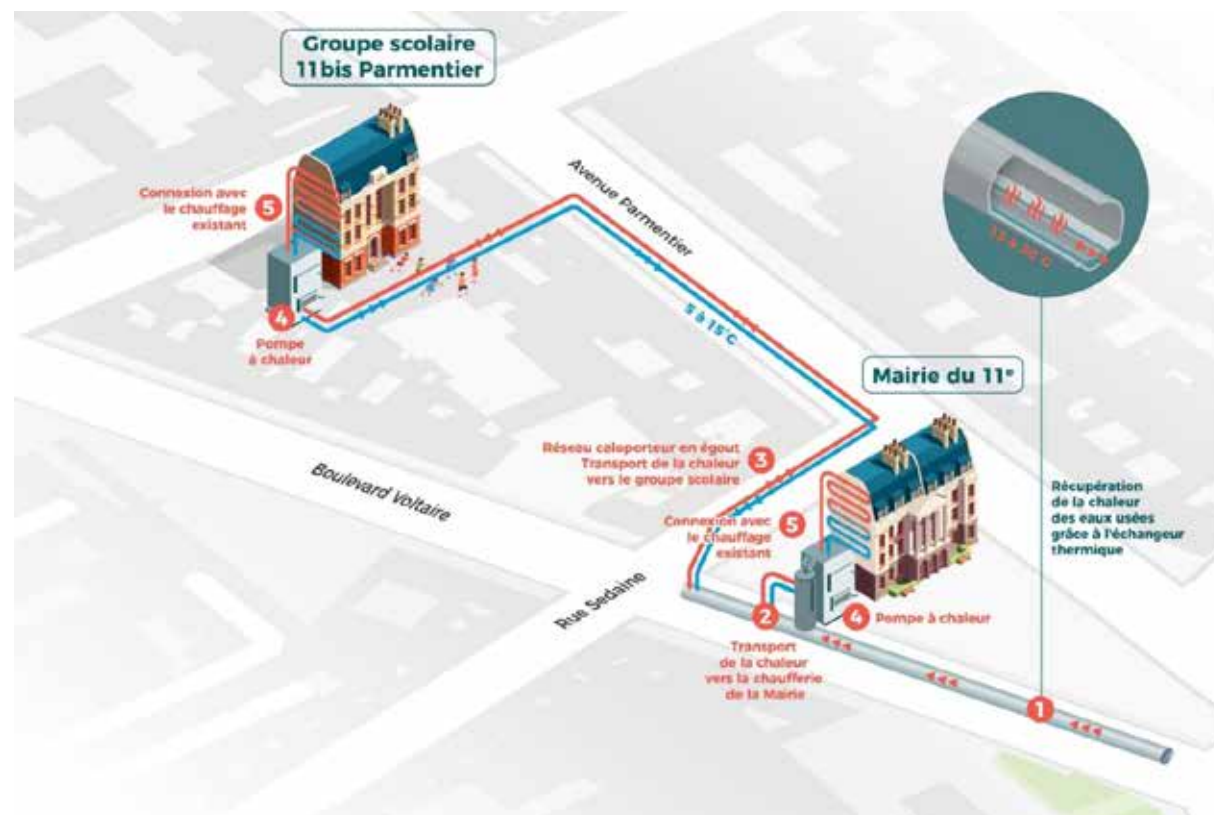 Groupe scolaire
11bis Parmentier
Connexion avec
le chauffage
existant
5
4
Pompe
à chaleur
Avenue Parmentier
5 à 15°C
Mairie du 11e
Réseau caloporteur en égout
Transport de la chaleur
vers le groupe scolaire
3
Connexion avec
le chauffage
existant
5
Boulevard Voltaire
Rue Sedaine
2
Transport
de la chaleur
vers la chaufferie
de la Mairie
4
Pompe à chaleur
1
Récupération
de la chaleur
des eaux usées
grâce à l'échangeur
thermique